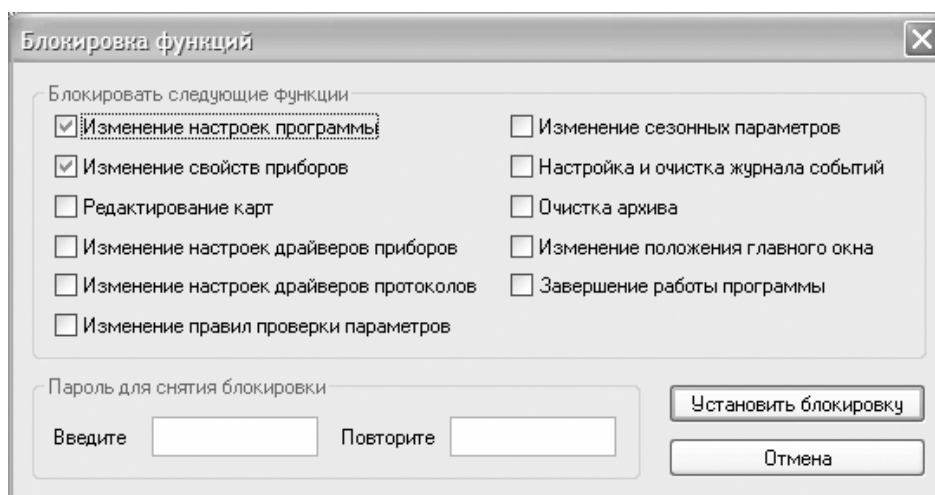 Блокировка функций
Блокировать следующие функции
Изменение настроек программы
Изменение свойств приборов
Редактирование карт
Изменение настроек драйверов приборов
Изменение настроек драйверов протоколов
Изменение правил проверки параметров
Изменение сезонных параметров
Настройка и очистка журнала событий
Очистка архива
Изменение положения главного окна
Завершение работы программы
Пароль для снятия блокировки
Введите
Повторите
Установить блокировку
Отмена